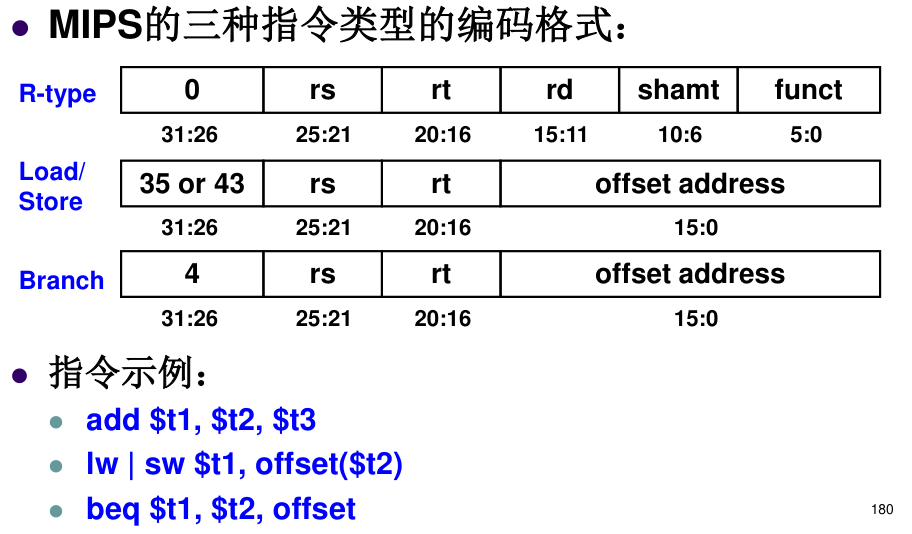 MIPS的三种指令类型的编码格式：
R-type 0 rs rt rd shamt funct
31:26 25:21 20:16 15:11 10:6 5:0
Load/
Store
35 or 43 rs rt offset address
31:26 25:21 20:16 15:0
Branch 4 rs rt offset address
31:26 25:21 20:16 15:0
指令示例：
add $t1, $t2, $t3
lw | sw $t1, offset($t2)
beq $t1, $t2, offset
180